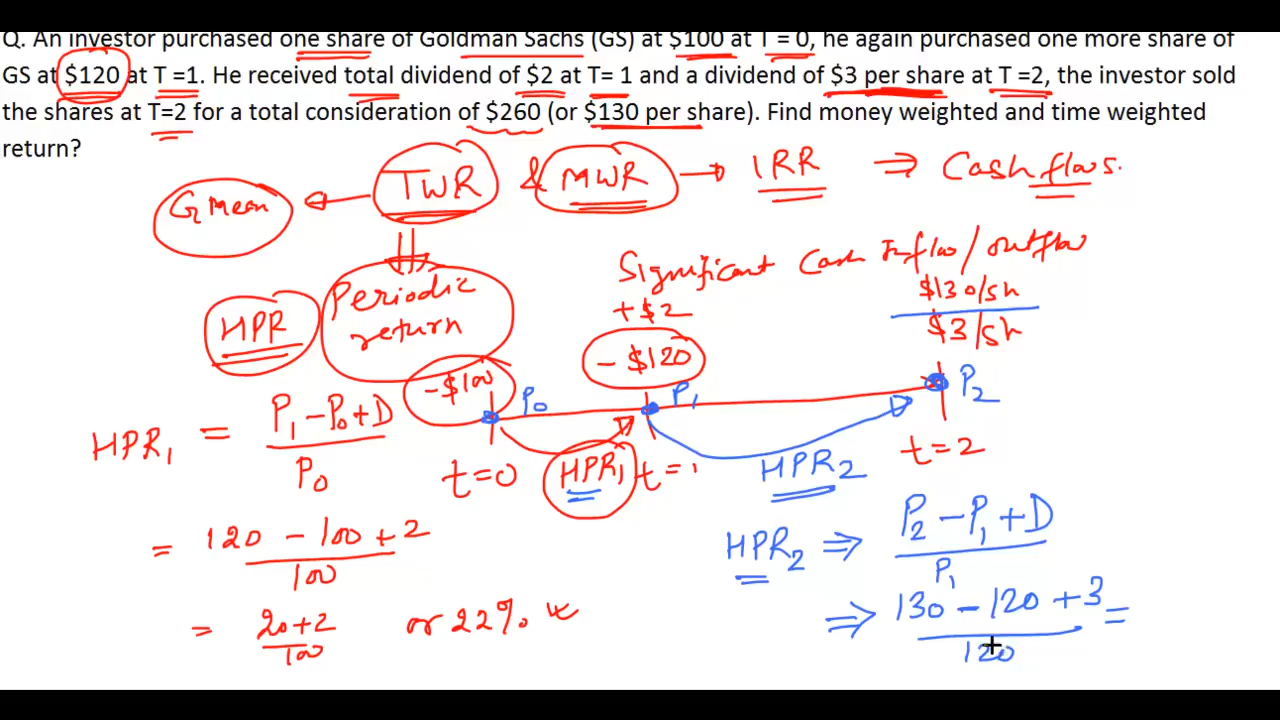 Q. An investor purchased one share of Goldman Sachs (GS) at $100 at T = 0, he again purchased one more share of
GS at $120 at T =1. He received total dividend of $2 at T= 1 and a dividend of $3 per share at T =2, the investor sold
the shares at T=2 for a total consideration of $260 (or $130 per share). Find money weighted and time weighted
return?
G Mean ← TWR & MWR → IRR ⇒ Cash flows.
Significant Cash Inflow/outflow
HPR Periodic return
+$2
$130/sh
$3/sh
-$100
- $120
P0 P1 P2
t=0 HPR1 t=1 HPR2 t=2
HPR1 = P1-P0+D / P0
= 120 - 100 + 2 / 100
= 20+2 / 100 or 22%
HPR2 ⇒ P2-P1+D / P1
⇒ 130 - 120 + 3 / 120 =